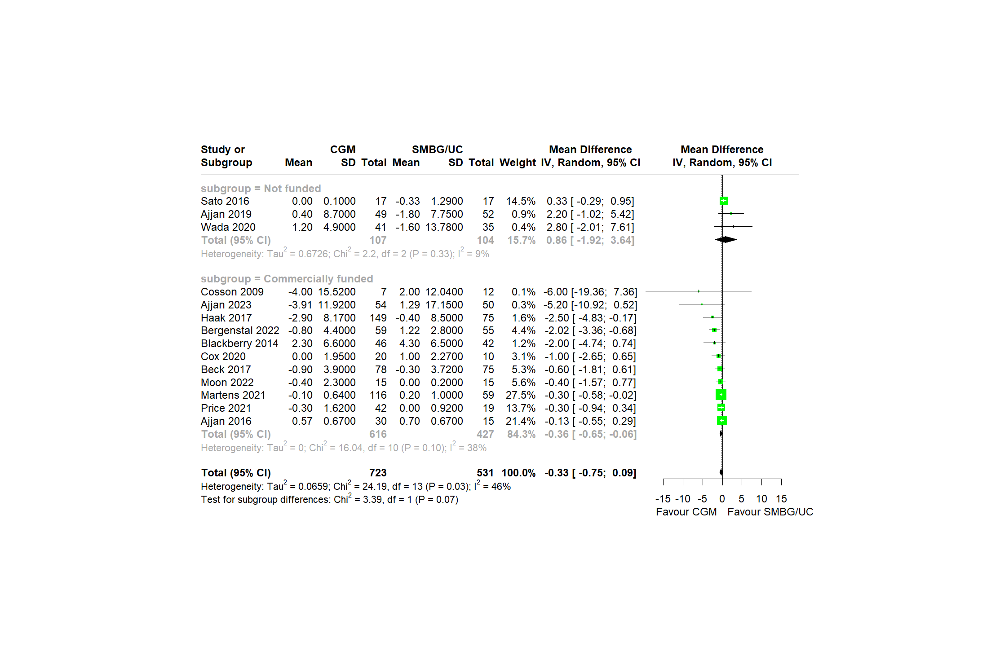 Study or CGM SMBG/UC Mean Difference Mean Difference
Subgroup Mean SD Total Mean SD Total Weight IV, Random, 95% CI IV, Random, 95% CI
subgroup = Not funded
Sato 2016 0.00 0.1000 17 -0.33 1.2900 17 14.5% 0.33 [ -0.29; 0.95]
Ajjan 2019 0.40 8.7000 49 -1.80 7.7500 52 0.9% 2.20 [ -1.02; 5.42]
Wada 2020 1.20 4.9000 41 -1.60 13.7800 35 0.4% 2.80 [ -2.01; 7.61]
Total (95% CI) 107 104 15.7% 0.86 [ -1.92; 3.64]
Heterogeneity: Tau² = 0.6726; Chi² = 2.2, df = 2 (P = 0.33); I² = 9%
subgroup = Commercially funded
Cosson 2009 -4.00 15.5200 7 2.00 12.0400 12 0.1% -6.00 [-19.36; 7.36]
Ajjan 2023 -3.91 11.9200 54 1.29 17.1500 50 0.3% -5.20 [-10.92; 0.52]
Haak 2017 -2.90 8.1700 149 -0.40 8.5000 75 1.6% -2.50 [ -4.83; -0.17]
Bergenstal 2022 -0.80 4.4000 59 1.22 2.8000 55 4.4% -2.02 [ -3.36; -0.68]
Blackberry 2014 2.30 6.6000 46 4.30 6.5000 42 1.2% -2.00 [ -4.74; 0.74]
Cox 2020 0.00 1.9500 20 1.00 2.2700 10 3.1% -1.00 [ -2.65; 0.65]
Beck 2017 -0.90 3.9000 78 -0.30 3.7200 75 5.3% -0.60 [ -1.81; 0.61]
Moon 2022 -0.40 2.3000 15 0.00 0.2000 15 5.6% -0.40 [ -1.57; 0.77]
Martens 2021 -0.10 0.6400 116 0.20 1.0000 59 27.5% -0.30 [ -0.58; -0.02]
Price 2021 -0.30 1.6200 42 0.00 0.9200 19 13.7% -0.30 [ -0.94; 0.34]
Ajjan 2016 0.57 0.6700 30 0.70 0.6700 15 21.4% -0.13 [ -0.55; 0.29]
Total (95% CI) 616 427 84.3% -0.36 [ -0.65; -0.06]
Heterogeneity: Tau² = 0; Chi² = 16.04, df = 10 (P = 0.10); I² = 38%
Total (95% CI) 723 531 100.0% -0.33 [ -0.75; 0.09]
Heterogeneity: Tau² = 0.0659; Chi² = 24.19, df = 13 (P = 0.03); I² = 46%
Test for subgroup differences: Chi² = 3.39, df = 1 (P = 0.07)
-15 -10 -5 0 5 10 15
Favour CGM Favour SMBG/UC